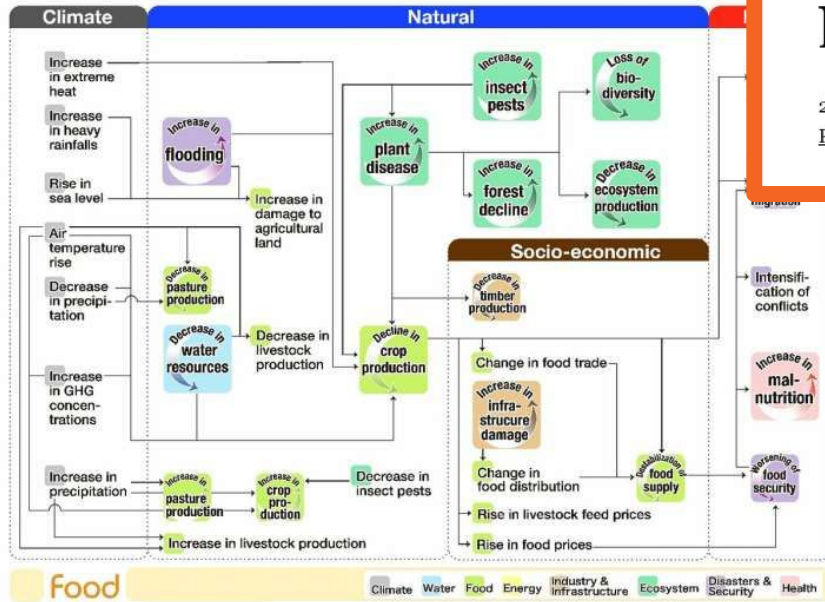 Climate
Natural
Increase
in extreme
heat
Increase
in heavy
rainfalls
Rise in
sea level
Air
temperature
rise
Decrease
in precipi-
tation
Increase
in GHG
concen-
trations
Increase in
precipitation
Increase in
flooding
Increase in
damage to
agricultural
land
Decrease in
pasture
production
Decrease in
water
resources
Decrease in
livestock
production
Increase in
pasture
production
Increase in
crop
pro-
duction
Decrease in
insect pests
Increase in livestock production
Increase in
insect
pests
Loss of
bio-
diversity
Increase in
plant
disease
Increase in
forest
decline
Decrease in
ecosystem
production
Decline in
crop
production
Socio-economic
Decrease in
timber
production
Change in food trade
Increase in
infra-
strucure
damage
Change in
food distribution
Destabilization of
food
supply
Rise in livestock feed prices
Rise in food prices
migration
Intensifi-
cation of
conflicts
Increase in
mal-
nutrition
Worsening of
food
security
Food
Climate
Water
Food
Energy
Industry &
Infrastructure
Ecosystem
Disasters &
Security
Health